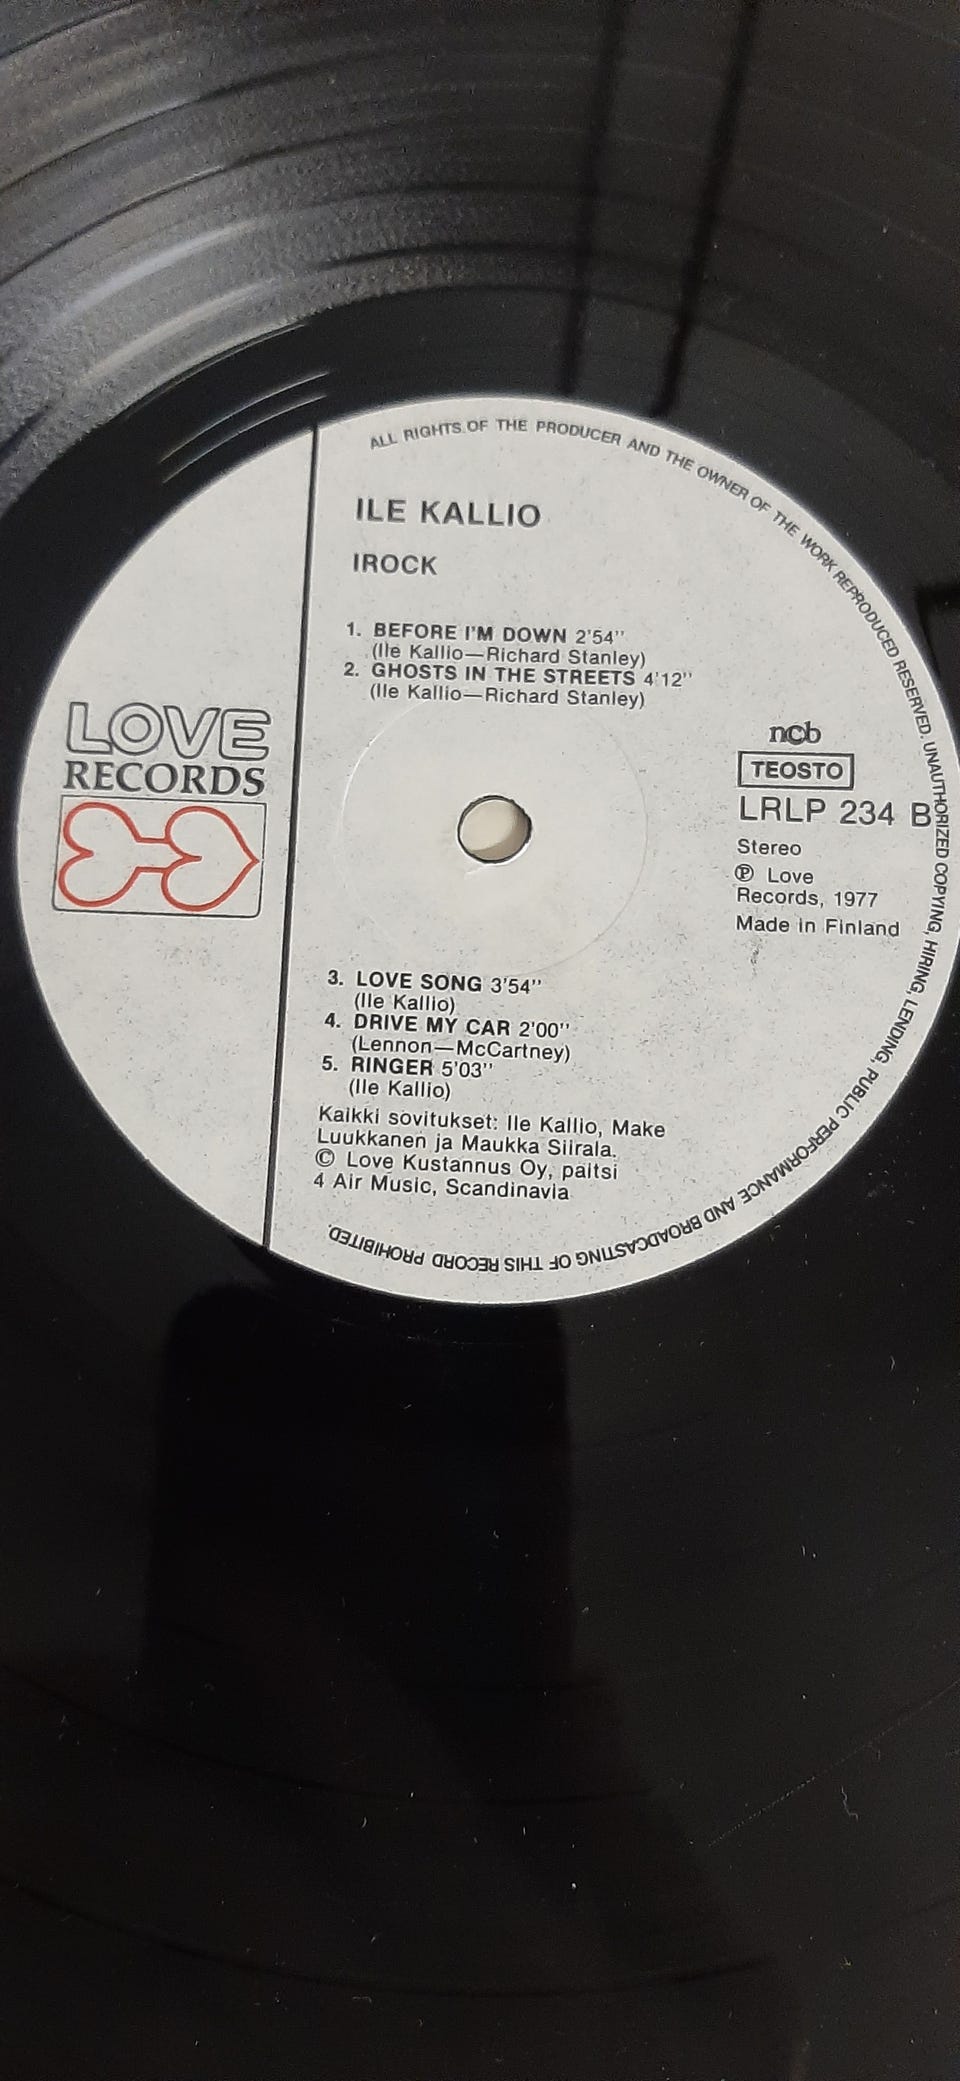 ALL RIGHTS OF THE PRODUCER AND THE OWNER OF THE WORK REPRODUCED RESERVED. UNAUTHORIZED COPYING, HIRING, LENDING, PUBLIC PERFORMANCE AND BROADCASTING OF THIS RECORD PROHIBITED.
ILE KALLIO
IROCK
1. BEFORE I'M DOWN 2'54''
(Ile Kallio—Richard Stanley)
2. GHOSTS IN THE STREETS 4'12''
(Ile Kallio—Richard Stanley)
LOVE
RECORDS
ncb
TEOSTO
LRLP 234 B
Stereo
Ⓟ Love
Records, 1977
Made in Finland
3. LOVE SONG 3'54''
(Ile Kallio)
4. DRIVE MY CAR 2'00''
(Lennon—McCartney)
5. RINGER 5'03''
(Ile Kallio)
Kaikki sovitukset: Ile Kallio, Make
Luukkanen ja Maukka Siirala.
© Love Kustannus Oy, paitsi
4 Air Music, Scandinavia